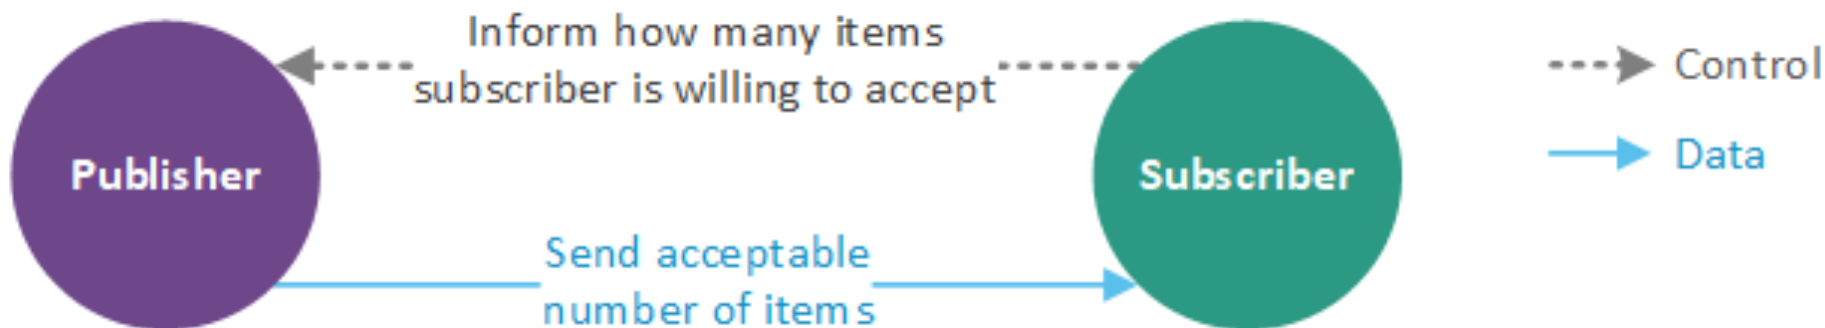 Inform how many items
subscriber is willing to accept
Publisher
Subscriber
Send acceptable
number of items
Control
Data